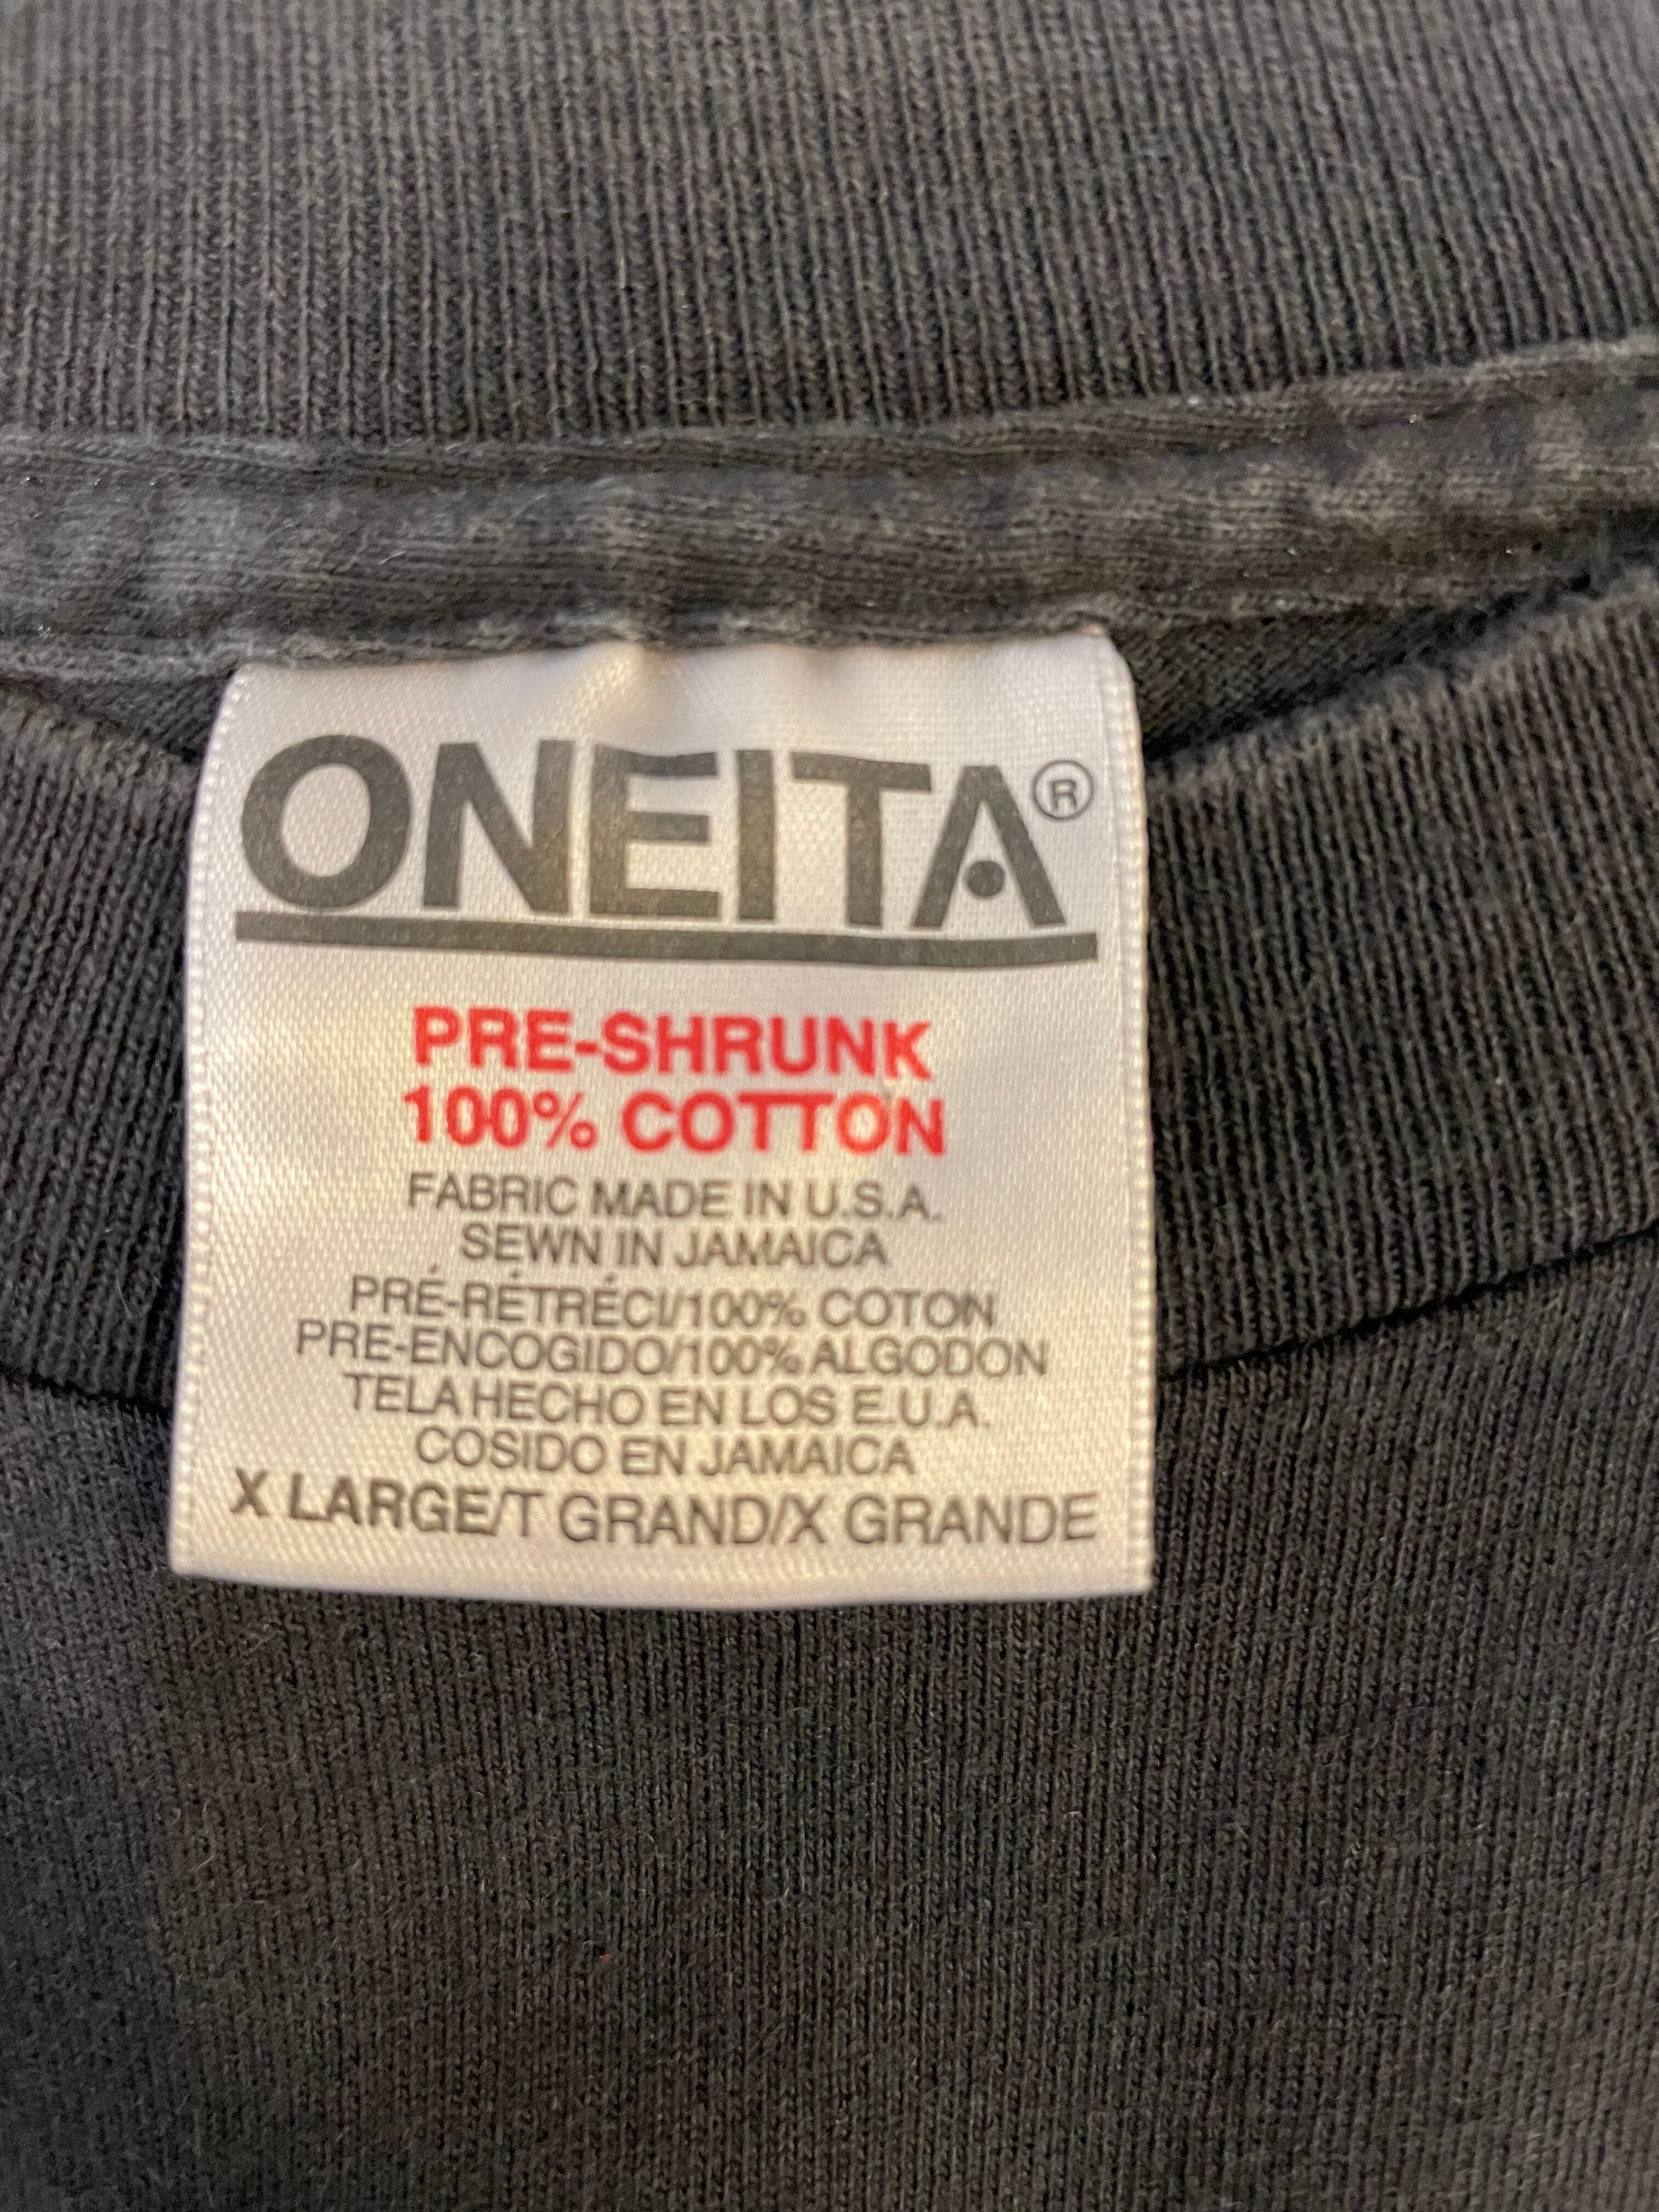 ONEITA®
PRE-SHRUNK
100% COTTON
FABRIC MADE IN U.S.A.
SEWN IN JAMAICA
PRÉ-RÉTRÉCI/100% COTON
PRE-ENCOGIDO/100% ALGODON
TELA HECHO EN LOS E.U.A.
COSIDO EN JAMAICA
X LARGE/T GRAND/X GRANDE